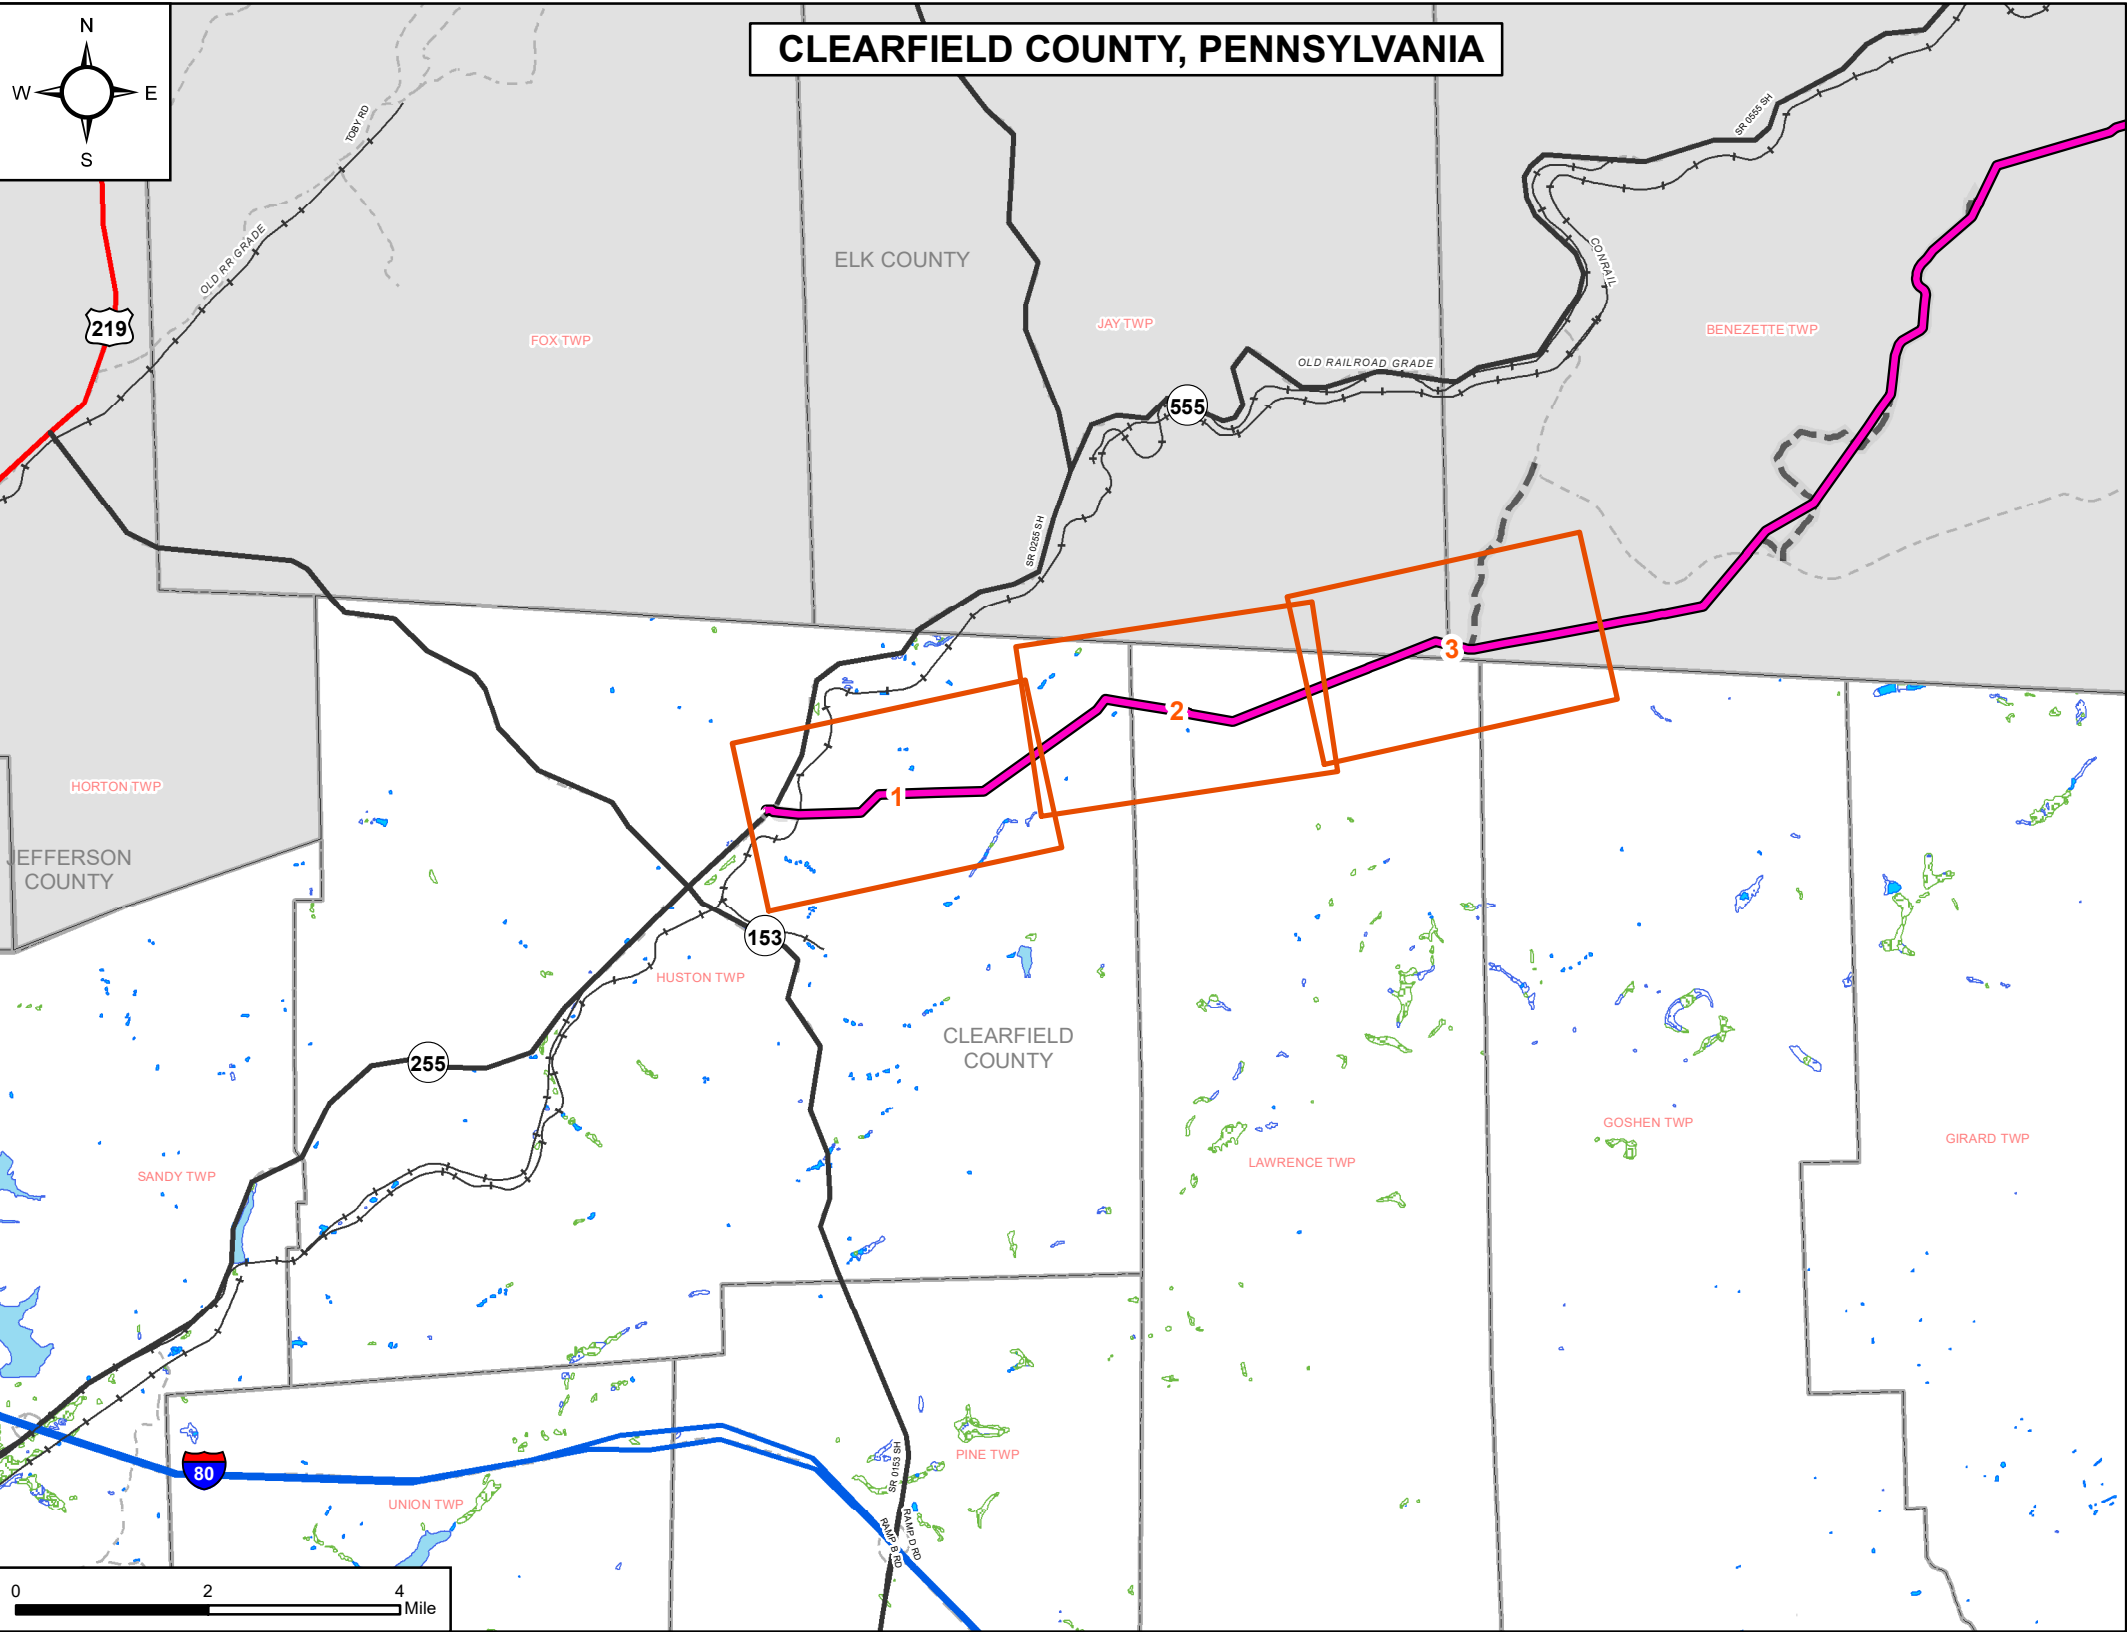 CLEARFIELD COUNTY, PENNSYLVANIA
N
W E
S
TOBY RD
SR 0555 SH
OLD RR GRADE
CONRAIL
ELK COUNTY
219
FOX TWP
JAY TWP
BENEZETTE TWP
OLD RAILROAD GRADE
555
SR 0255 SH
3
2
1
HORTON TWP
JEFFERSON
COUNTY
153
HUSTON TWP
CLEARFIELD
COUNTY
255
GOSHEN TWP
GIRARD TWP
LAWRENCE TWP
SANDY TWP
PINE TWP
SR 0153 SH
80
UNION TWP
RAMP B RD
RAMP D RD
0 2 4
Mile